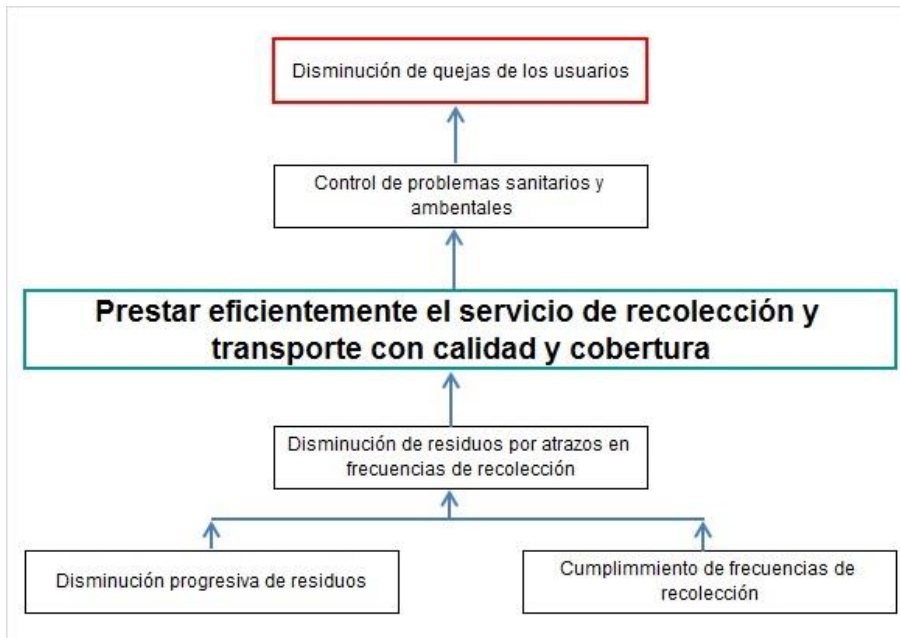 Disminución de quejas de los usuarios
Control de problemas sanitarios y
ambentales
Prestar eficientemente el servicio de recolección y
transporte con calidad y cobertura
Disminución de residuos por atrazos en
frecuencias de recolección
Disminución progresiva de residuos
Cumplimmiento de frecuencias de
recolección